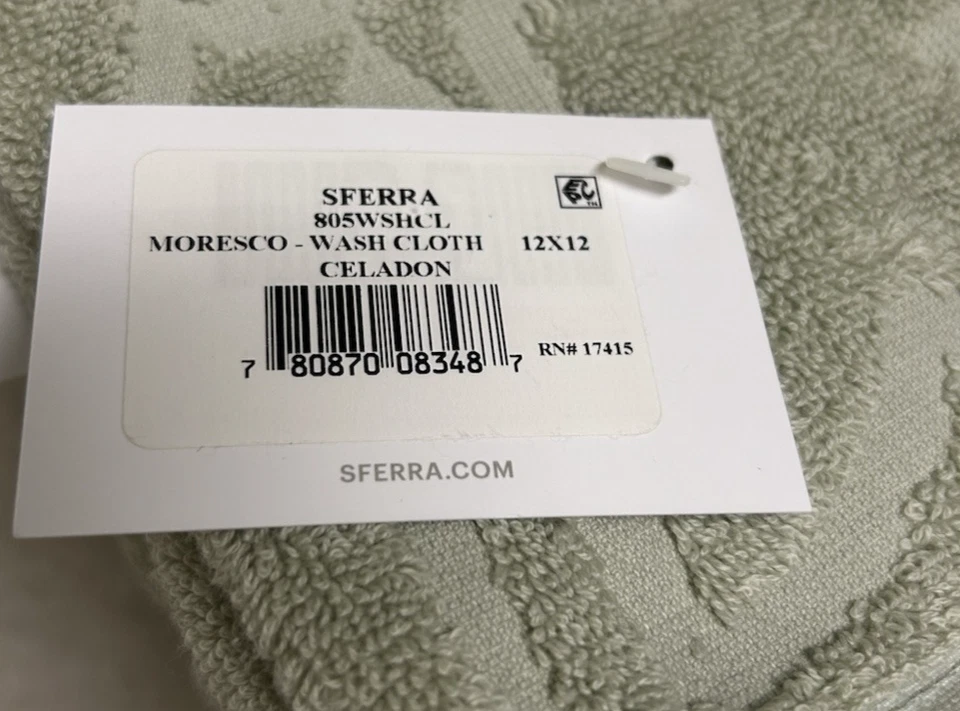 SFERRA
805WSHCL
MORESCO - WASH CLOTH 12X12
CELADON
7 80870 08348 7
RN# 17415
SFERRA.COM